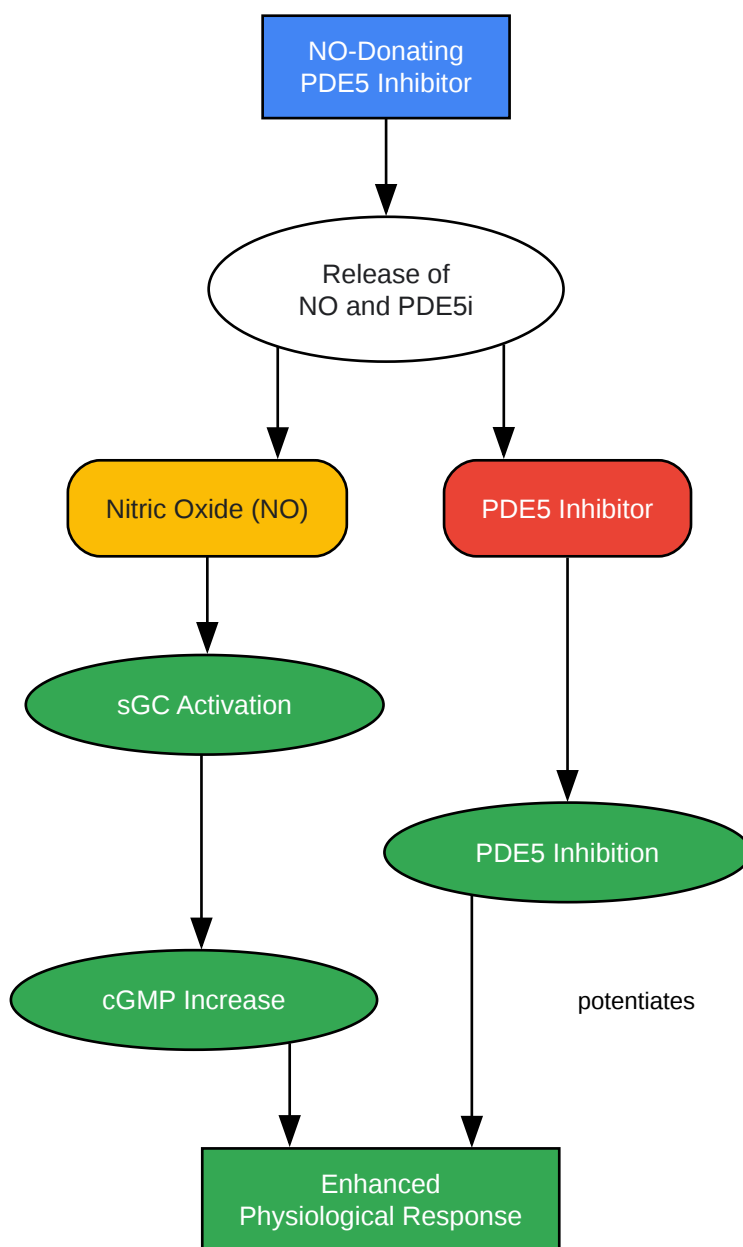 NO-Donating
PDE5 Inhibitor
Release of
NO and PDE5i
Nitric Oxide (NO)
PDE5 Inhibitor
sGC Activation
PDE5 Inhibition
cGMP Increase
potentiates
Enhanced
Physiological Response